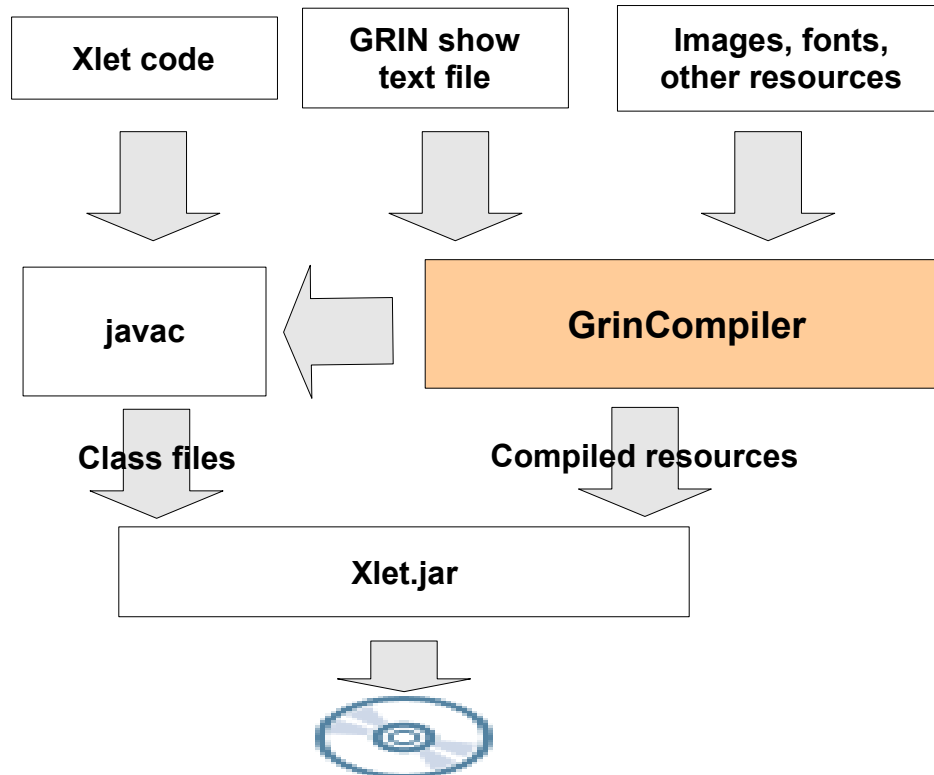 Xlet code
GRIN show
text file
Images, fonts,
other resources
javac
GrinCompiler
Class files
Compiled resources
Xlet.jar